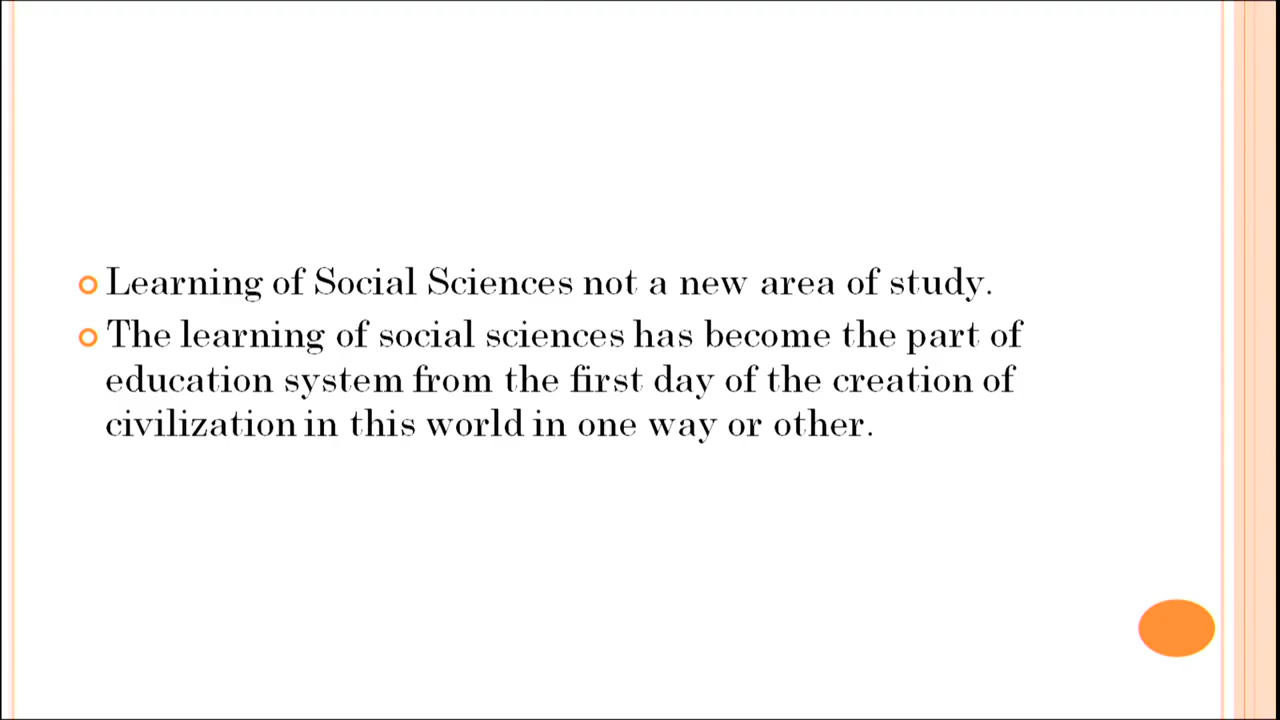 Learning of Social Sciences not a new area of study.
The learning of social sciences has become the part of
education system from the first day of the creation of
civilization in this world in one way or other.